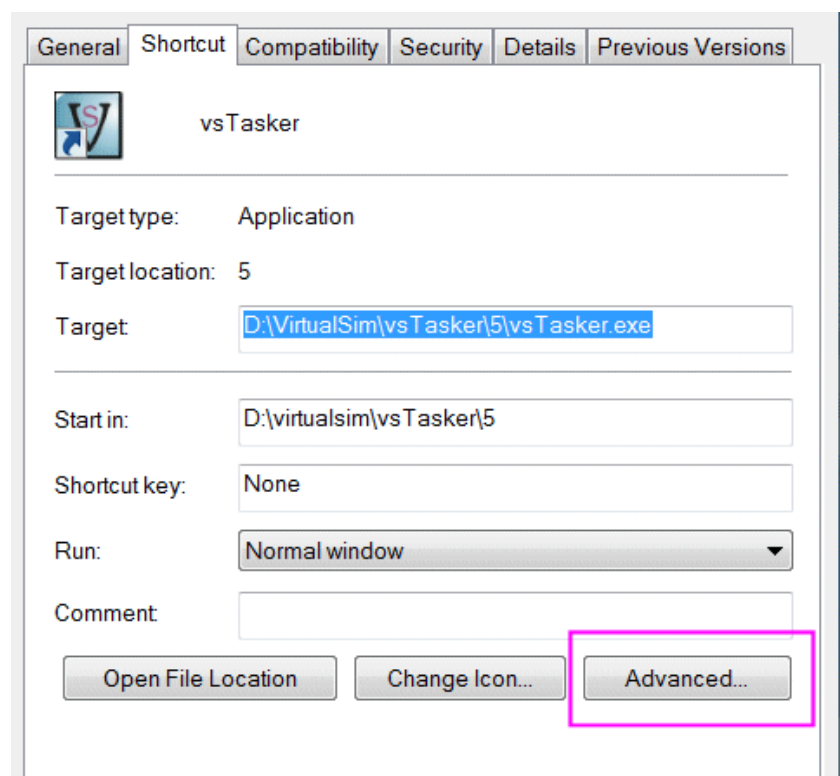 General Shortcut Compatibility Security Details Previous Versions
VS
vsTasker
Target type: Application
Target location: 5
Target: D:\VirtualSim\vsTasker\5\vsTasker.exe
Start in: D:\virtualsim\vsTasker\5
Shortcut key: None
Run: Normal window
Comment:
Open File Location Change Icon... Advanced...